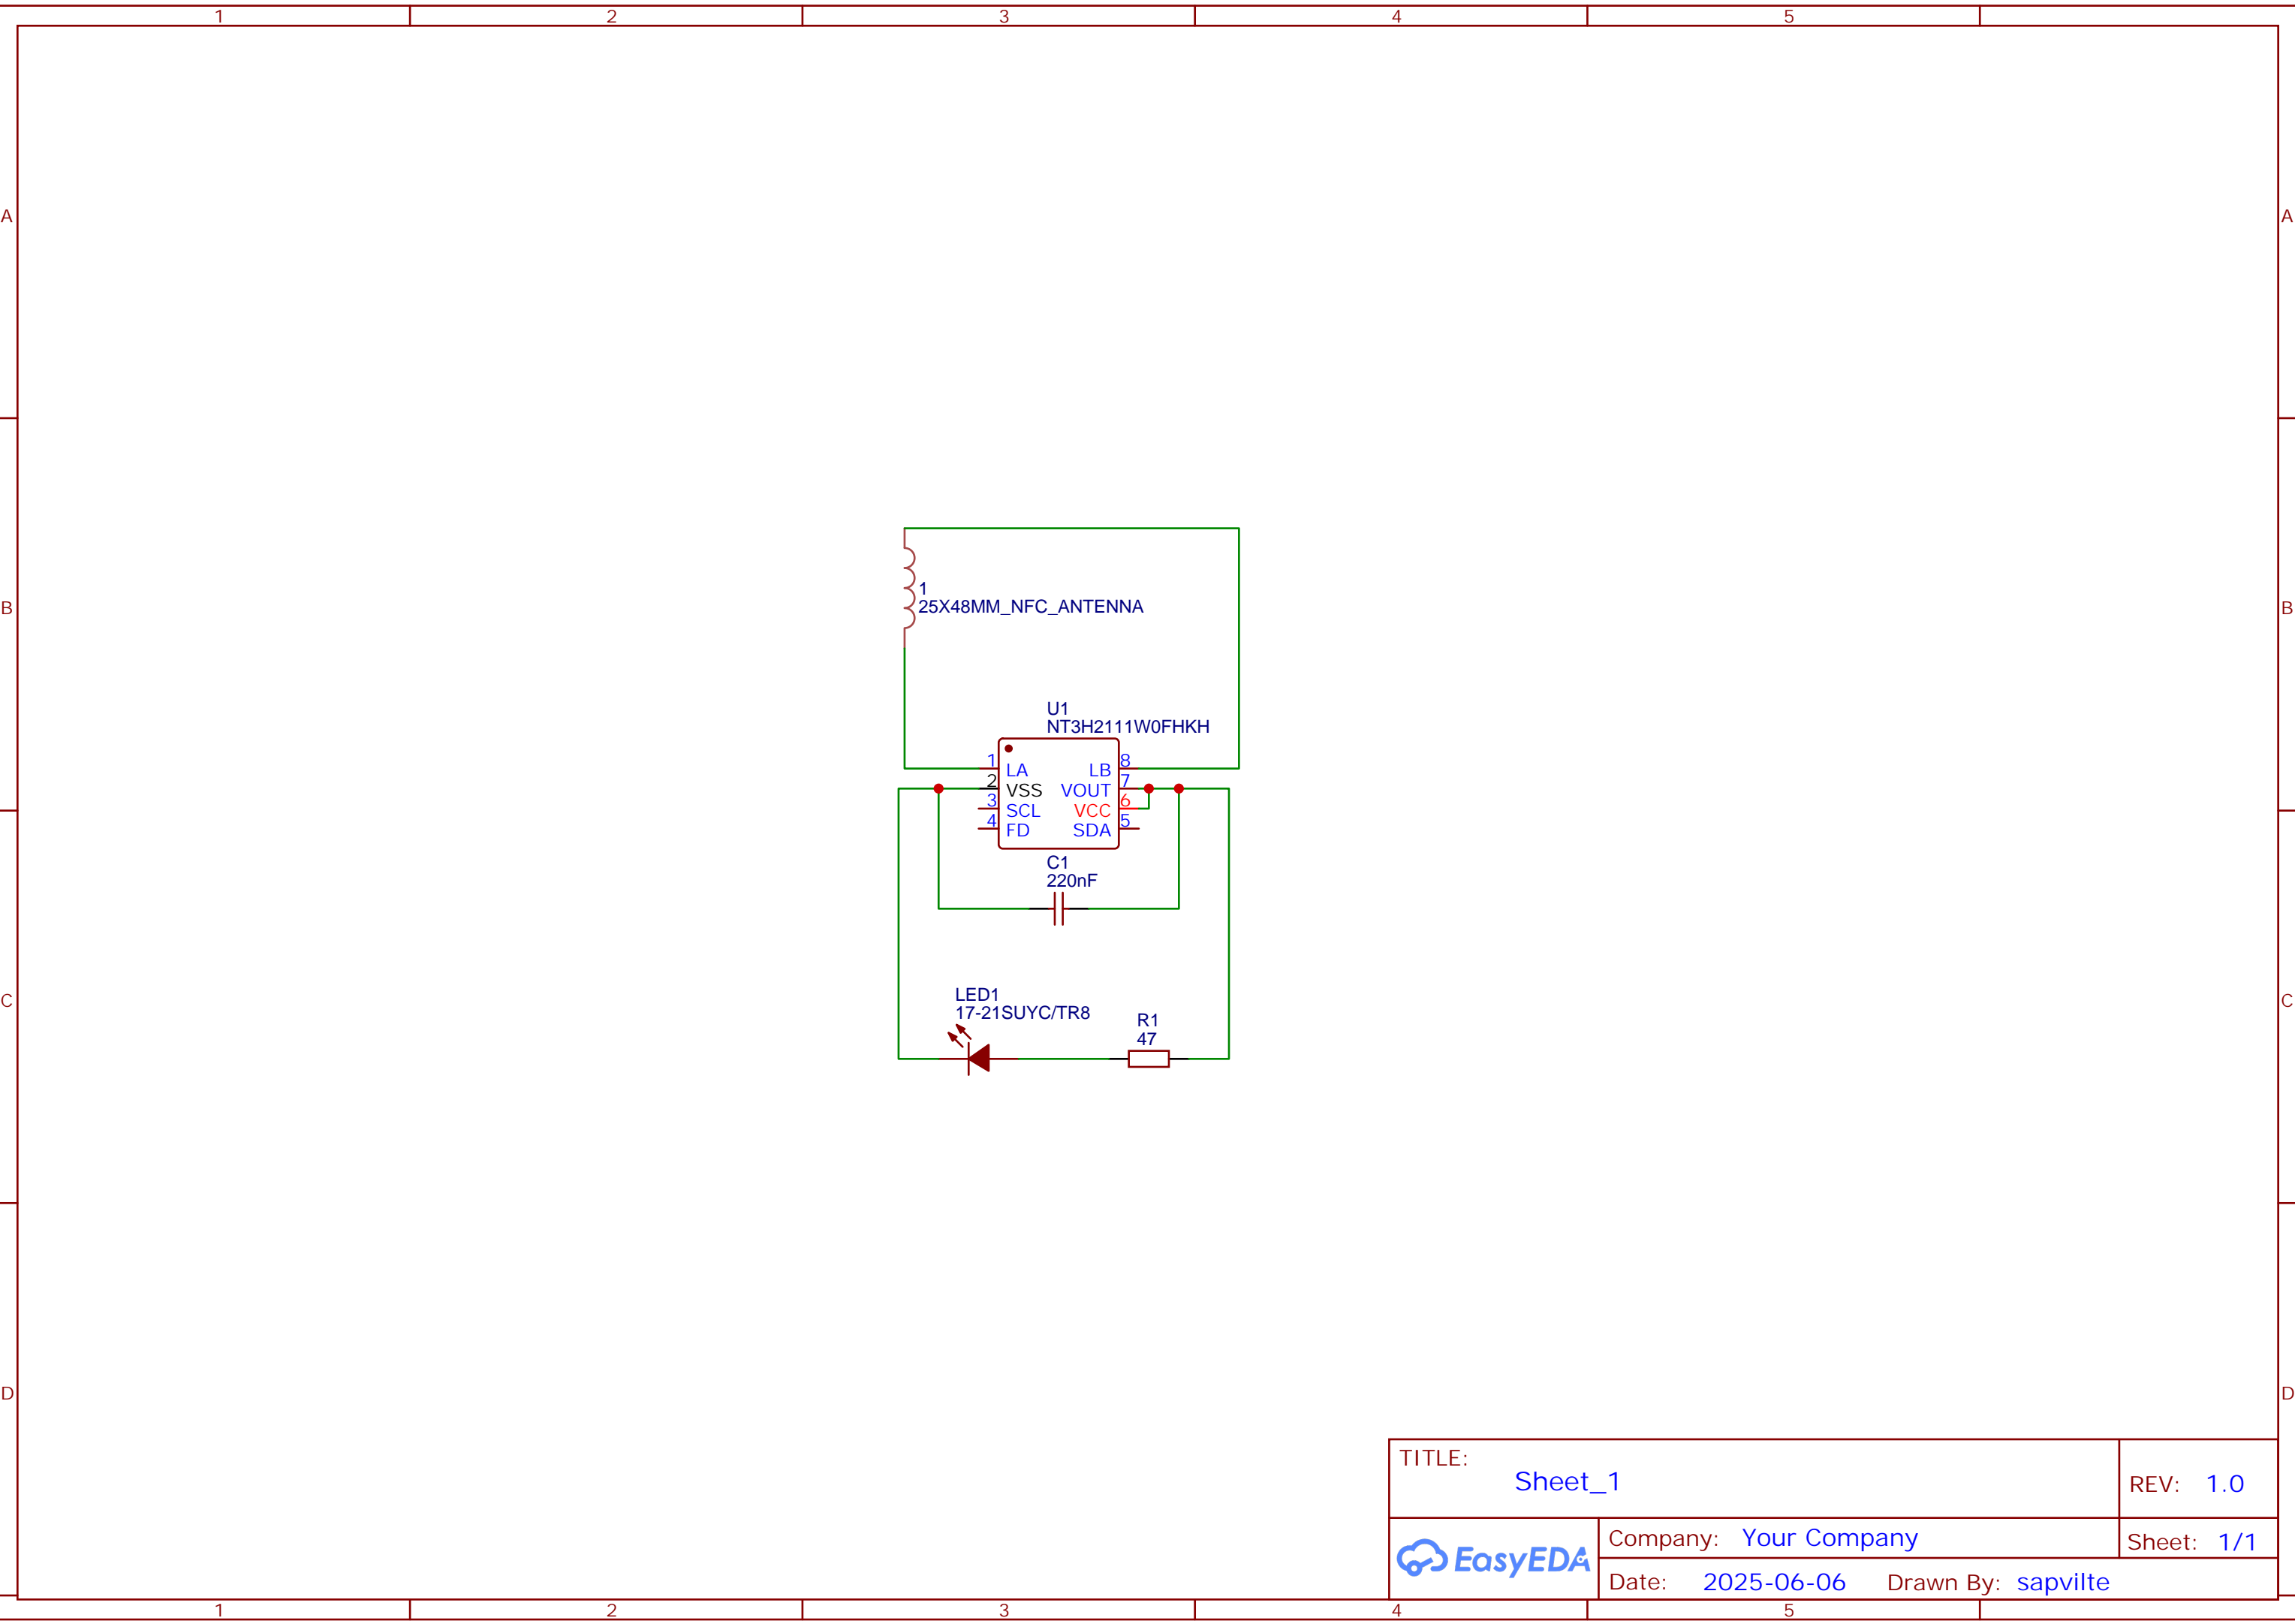 1 2 3 4 5
A A
B B
1
25X48MM_NFC_ANTENNA
U1
NT3H2111W0FHKH
1 LA LB 8
2 VSS VOUT 7
3 SCL VCC 6
4 FD SDA 5
C1
220nF
C C
LED1
17-21SUYC/TR8
R1
47
D D
TITLE:
Sheet_1
REV: 1.0
EasyEDA
Company: Your Company
Sheet: 1/1
Date: 2025-06-06 Drawn By: sapvilte
1 2 3 4 5